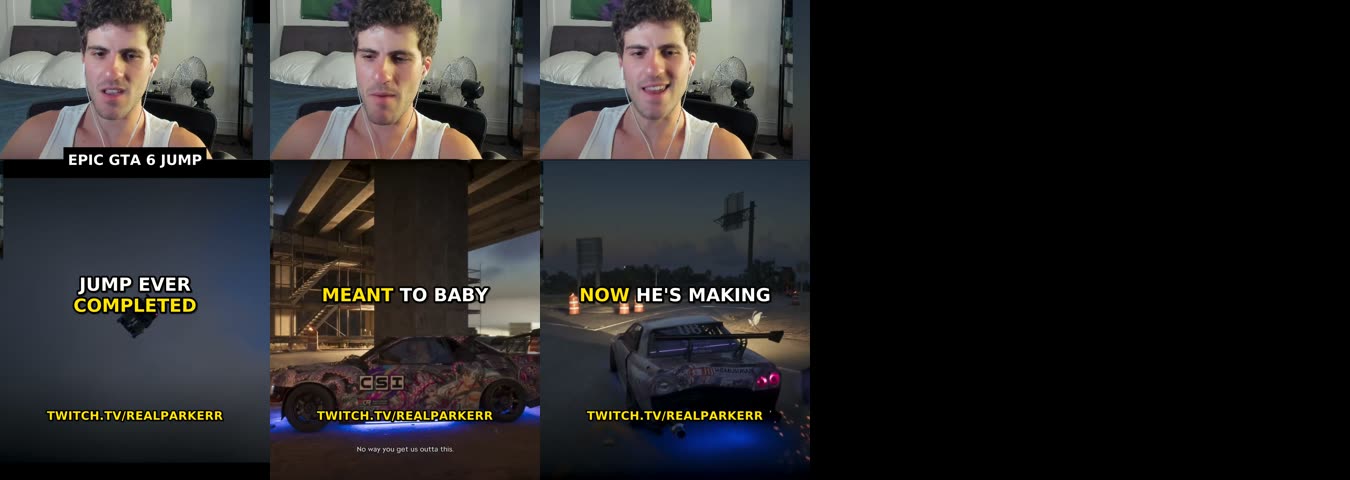 EPIC GTA 6 JUMP
JUMP EVER
COMPLETED
TWITCH.TV/REALPARKERR
MEANT TO BABY
CSI
TWITCH.TV/REALPARKERR
No way you get us outta this.
NOW HE'S MAKING
TWITCH.TV/REALPARKERR